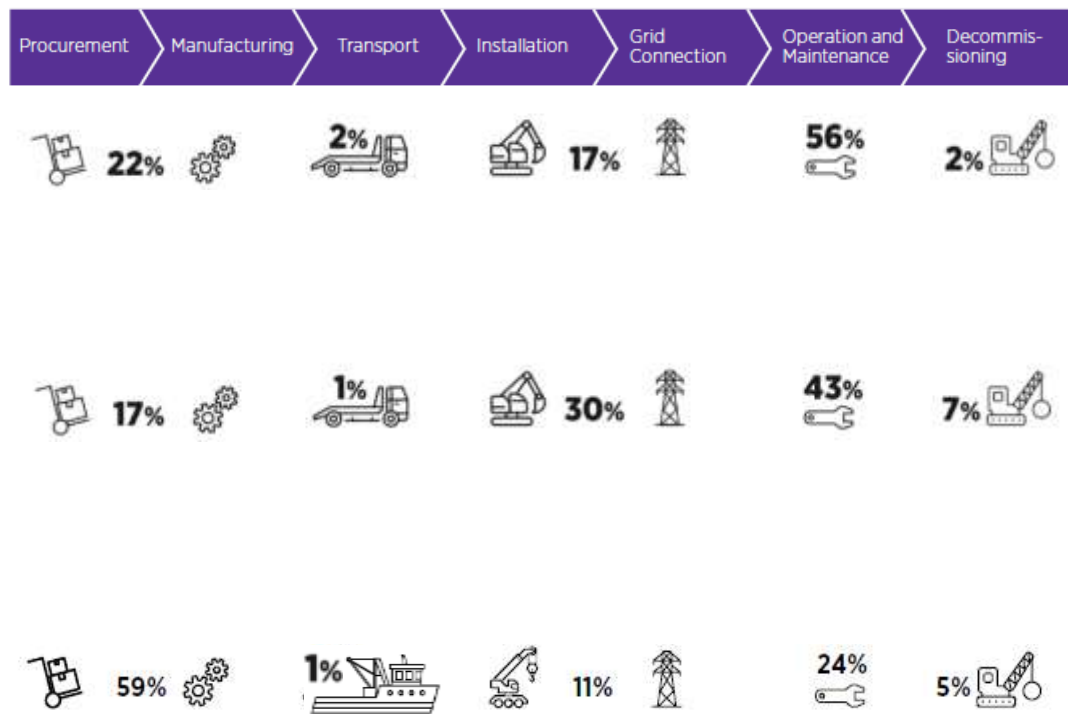 Procurement
Manufacturing
Transport
Installation
Grid
Connection
Operation and
Maintenance
Decommis-
sioning
22%
2%
17%
56%
2%
17%
1%
30%
43%
7%
59%
1%
11%
24%
5%